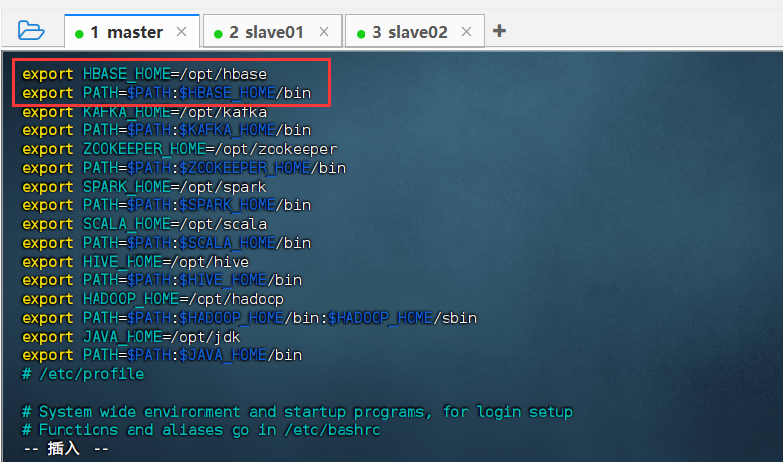 1 master ×
2 slave01 ×
3 slave02 ×
+
export HBASE_HOME=/opt/hbase
export PATH=$PATH:$HBASE_HOME/bin
export KAFKA_HOME=/opt/kafka
export PATH=$PATH:$KAFKA_HOME/bin
export ZOOKEEPER_HOME=/opt/zookeeper
export PATH=$PATH:$ZOOKEEPER_HOME/bin
export SPARK_HOME=/opt/spark
export PATH=$PATH:$SPARK_HOME/bin
export SCALA_HOME=/opt/scala
export PATH=$PATH:$SCALA_HOME/bin
export HIVE_HOME=/opt/hive
export PATH=$PATH:$HIVE_HOME/bin
export HADOOP_HOME=/opt/hadoop
export PATH=$PATH:$HADOOP_HOME/bin:$HADOOP_HOME/sbin
export JAVA_HOME=/opt/jdk
export PATH=$PATH:$JAVA_HOME/bin
# /etc/profile
# System wide environment and startup programs, for login setup
# Functions and aliases go in /etc/bashrc
-- 插入 --